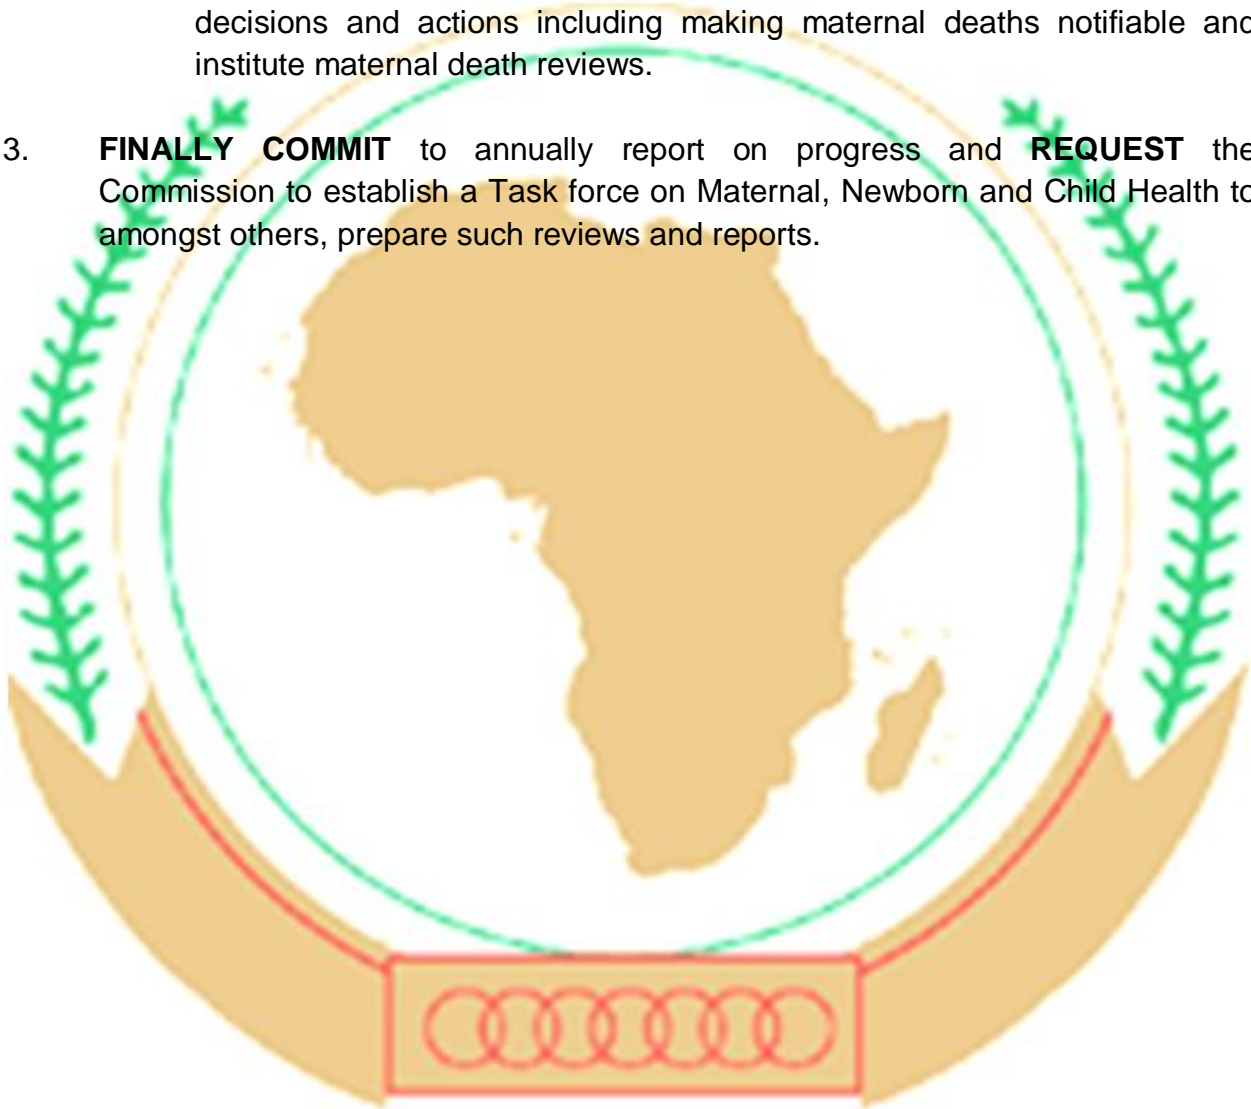 decisions and actions including making maternal deaths notifiable and
institute maternal death reviews.
3. FINALLY COMMIT to annually report on progress and REQUEST the
Commission to establish a Task force on Maternal, Newborn and Child Health to
amongst others, prepare such reviews and reports.